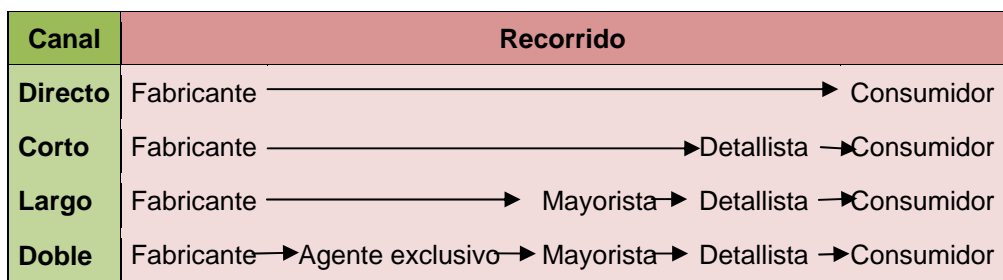 Canal Recorrido
Directo Fabricante Consumidor
Corto Fabricante Detallista Consumidor
Largo Fabricante Mayorista Detallista Consumidor
Doble Fabricante Agente exclusivo Mayorista Detallista Consumidor